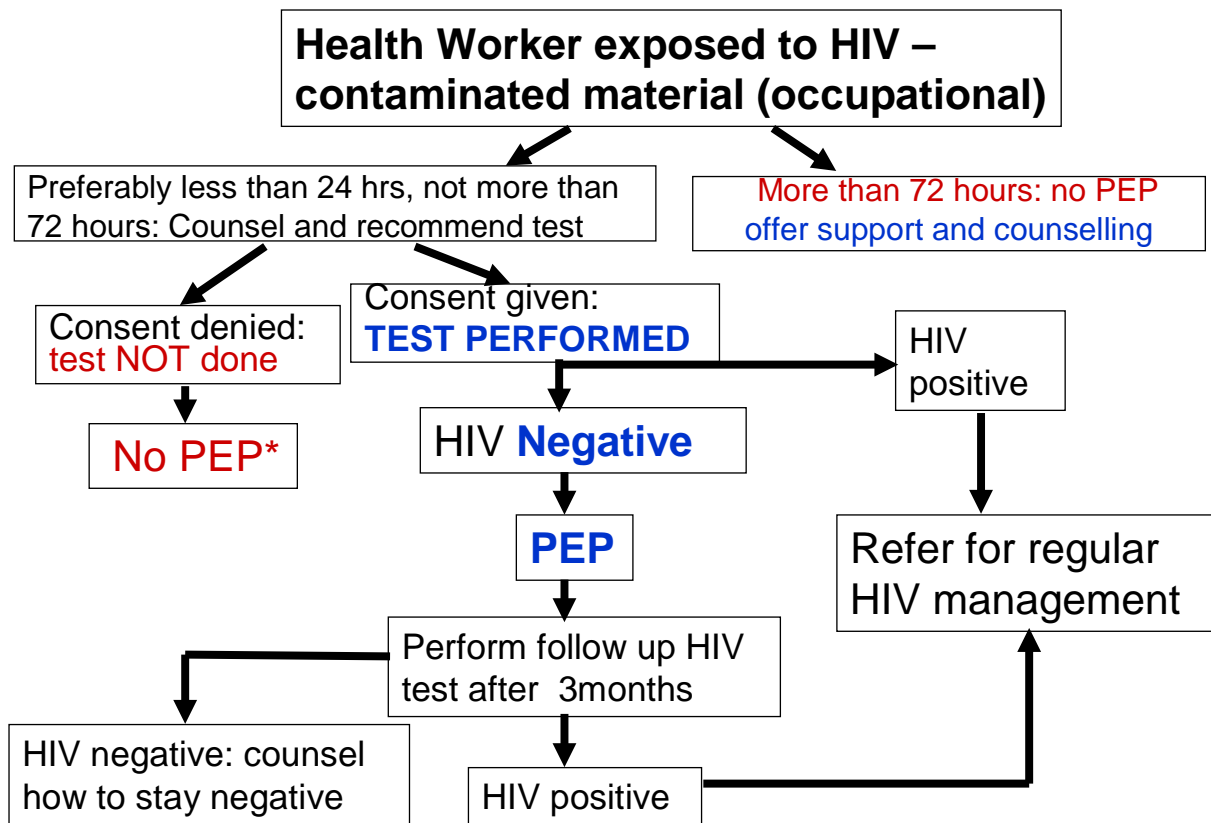 Health Worker exposed to HIV –
contaminated material (occupational)
Preferably less than 24 hrs, not more than
72 hours: Counsel and recommend test
More than 72 hours: no PEP
offer support and counselling
Consent denied:
test NOT done
Consent given:
TEST PERFORMED
HIV
positive
No PEP*
HIV Negative
PEP
Refer for regular
HIV management
Perform follow up HIV
test after 3months
HIV negative: counsel
how to stay negative
HIV positive